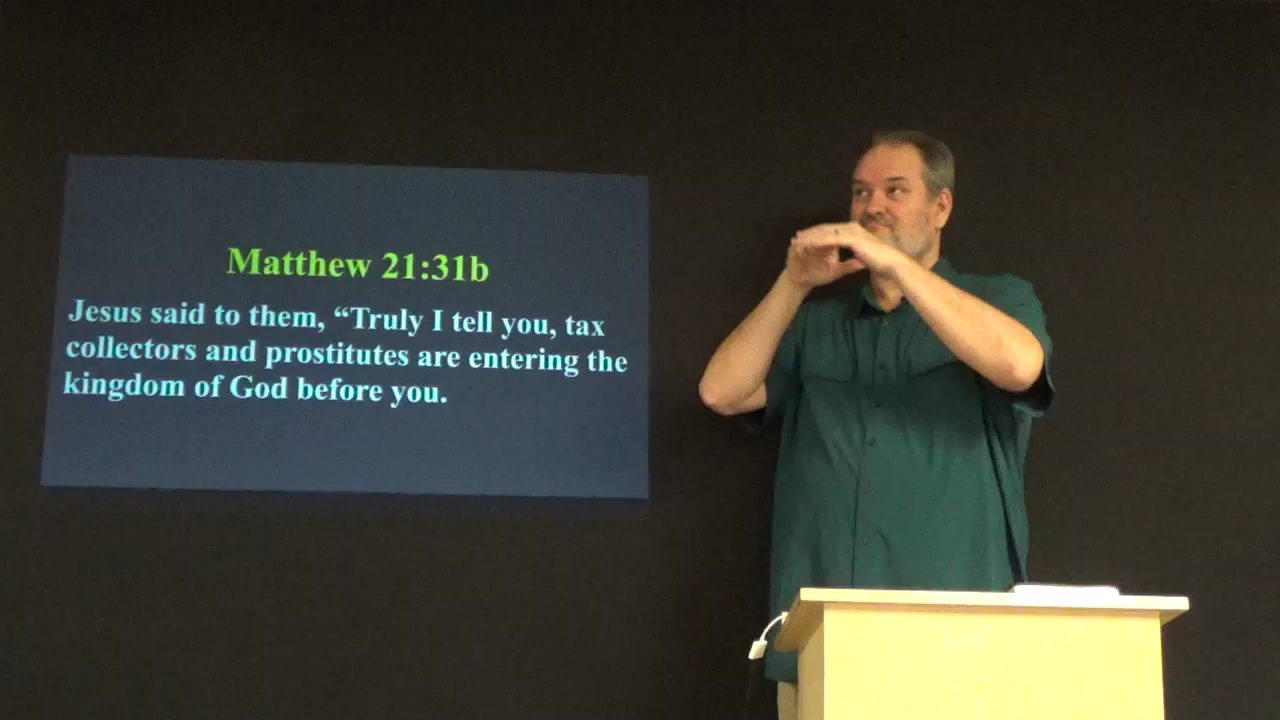 Matthew 21:31b
Jesus said to them, “Truly I tell you, tax
collectors and prostitutes are entering the
kingdom of God before you.